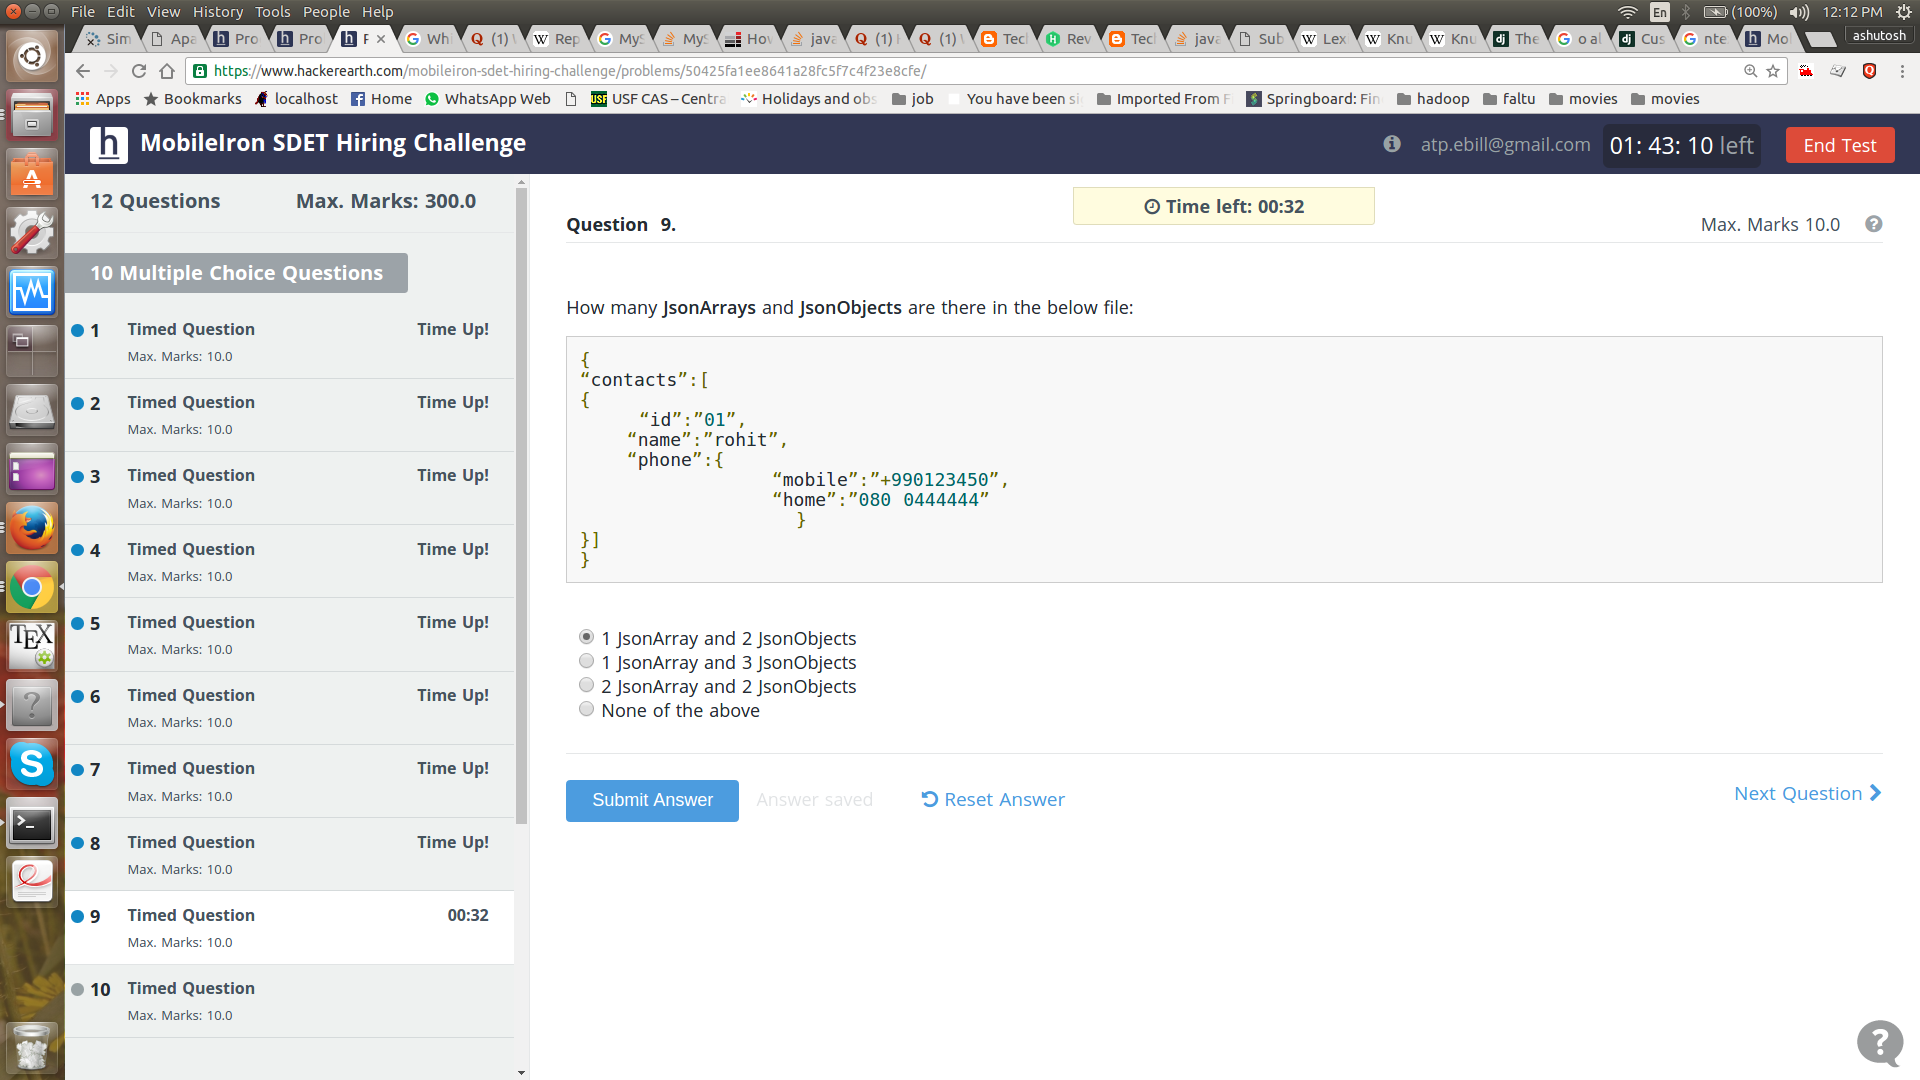 File Edit View History Tools People Help
En (100%) 12:12 PM
Sim Apa Pro Pro P Whi Q (1) W Rep MyS MyS How java Q (1) Q (1) Tech Rev Tech java Sub Lex Knu Knu The o al Cus nte Mo ashutosh
https://www.hackerearth.com/mobileiron-sdet-hiring-challenge/problems/50425fa1ee8641a28fc5f7c4f23e8cfe/
Apps Bookmarks localhost Home WhatsApp Web USF CAS – Centra Holidays and obs job You have been si Imported From F Springboard: Fin hadoop faltu movies movies
MobileIron SDET Hiring Challenge
atp.ebill@gmail.com
01: 43: 10 left
End Test
12 Questions
Max. Marks: 300.0
10 Multiple Choice Questions
1 Timed Question Time Up!
Max. Marks: 10.0
2 Timed Question Time Up!
Max. Marks: 10.0
3 Timed Question Time Up!
Max. Marks: 10.0
4 Timed Question Time Up!
Max. Marks: 10.0
5 Timed Question Time Up!
Max. Marks: 10.0
6 Timed Question Time Up!
Max. Marks: 10.0
7 Timed Question Time Up!
Max. Marks: 10.0
8 Timed Question Time Up!
Max. Marks: 10.0
9 Timed Question 00:32
Max. Marks: 10.0
10 Timed Question
Max. Marks: 10.0
Time left: 00:32
Question 9.
Max. Marks 10.0
How many JsonArrays and JsonObjects are there in the below file:
{
“contacts”:[
{
“id”:”01”,
“name”:”rohit”,
“phone”:{
“mobile”:”+990123450”,
“home”:”080 0444444”
}
}]
}
1 JsonArray and 2 JsonObjects
1 JsonArray and 3 JsonObjects
2 JsonArray and 2 JsonObjects
None of the above
Submit Answer
Answer saved
Reset Answer
Next Question